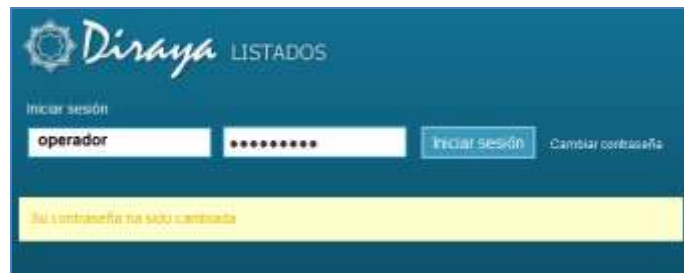 Diraya LISTADOS
Iniciar sesión
operador ●●●●●●●●● Iniciar sesión Cambiar contraseña
Su contraseña ha sido cambiada